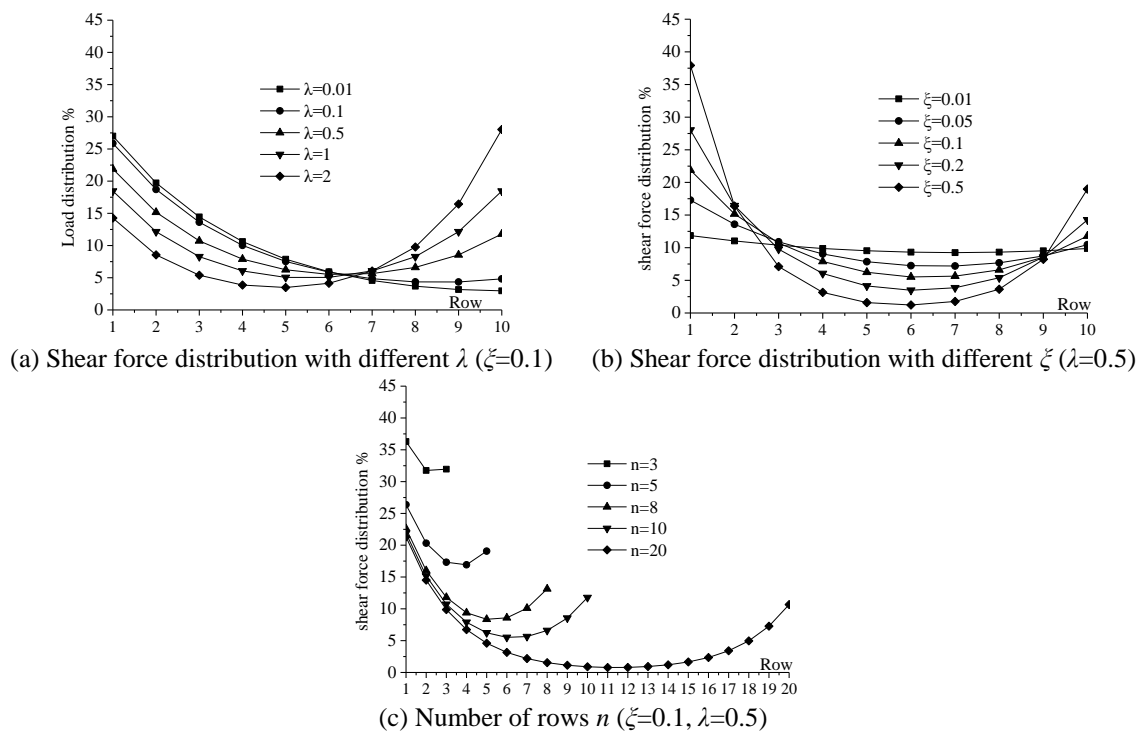 45
40
35
30
25
20
15
10
5
0
Load distribution %
λ=0.01
λ=0.1
λ=0.5
λ=1
λ=2
Row
1 2 3 4 5 6 7 8 9 10
(a) Shear force distribution with different λ (ξ=0.1)
45
40
35
30
25
20
15
10
5
0
shear force distribution %
ξ=0.01
ξ=0.05
ξ=0.1
ξ=0.2
ξ=0.5
Row
1 2 3 4 5 6 7 8 9 10
(b) Shear force distribution with different ξ (λ=0.5)
45
40
35
30
25
20
15
10
5
0
shear force distribution %
n=3
n=5
n=8
n=10
n=20
Row
1 2 3 4 5 6 7 8 9 10 11 12 13 14 15 16 17 18 19 20
(c) Number of rows n (ξ=0.1, λ=0.5)